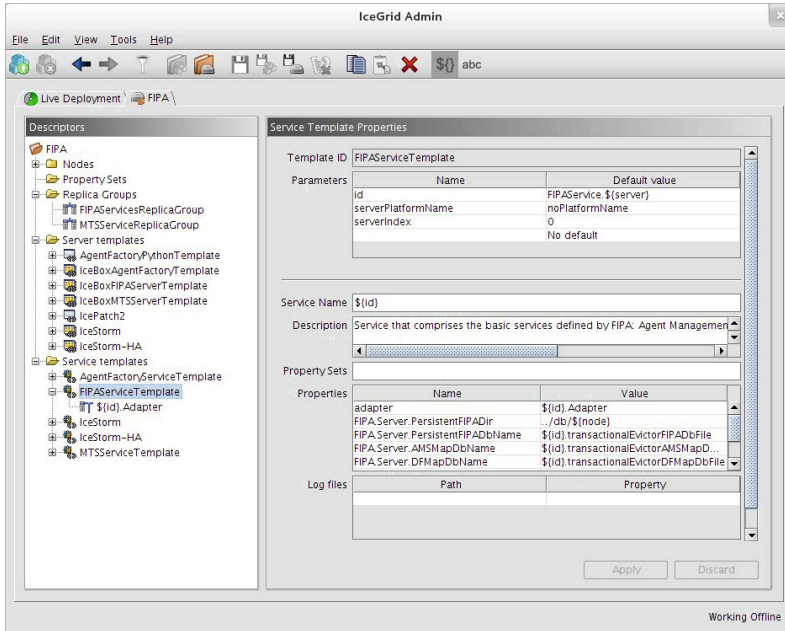 IceGrid Admin
File Edit View Tools Help
${} abc
Live Deployment FIPA
Descriptors
FIPA
Nodes
Property Sets
Replica Groups
FIPAServicesReplicaGroup
MTSServiceReplicaGroup
Server templates
AgentFactoryPythonTemplate
IceBoxAgentFactoryTemplate
IceBoxFIPAServerTemplate
IceBoxMTSServerTemplate
IcePatch2
IceStorm
IceStorm-HA
Service templates
AgentFactoryServiceTemplate
FIPAServiceTemplate
${id}.Adapter
IceStorm
IceStorm-HA
MTSServiceTemplate
Service Template Properties
Template ID FIPAServiceTemplate
Parameters Name Default value
id FIPAService.${server}
serverPlatformName noPlatformName
serverIndex 0
No default
Service Name ${id}
Description Service that comprises the basic services defined by FIPA: Agent Managemen
Property Sets
Properties Name Value
adapter ${id}.Adapter
FIPA.Server.PersistentFIPADir ../db/${node}
FIPA.Server.PersistentFIPADbName ${id}.transactionalEvictorFIPADbFile
FIPA.Server.AMSMapDbName ${id}.transactionalEvictorAMSMapD...
FIPA.Server.DFMapDbName ${id}.transactionalEvictorDFMapDbFile
Log files Path Property
Apply Discard
Working Offline